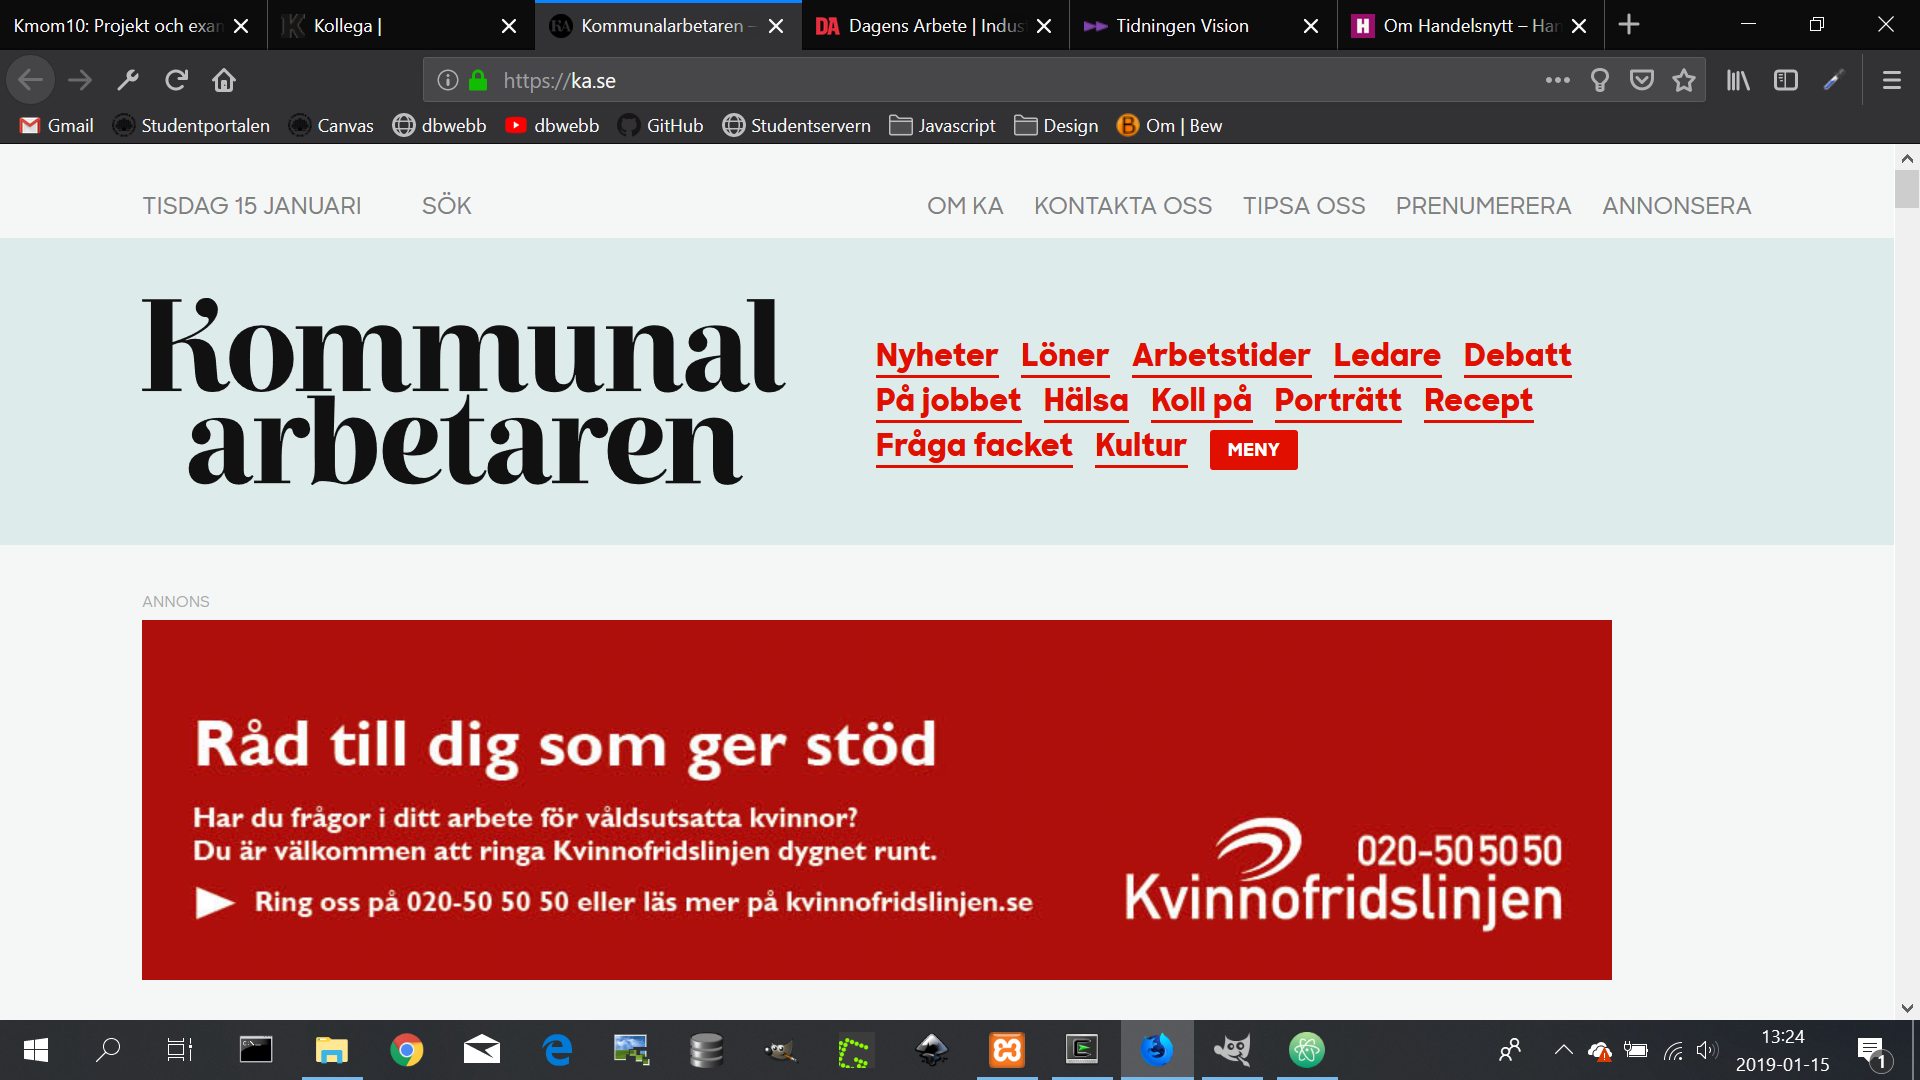 Kmom10: Projekt och exan
Kollega |
Kommunalarbetaren –
DA Dagens Arbete | Indus
Tidningen Vision
H Om Handelsnytt – Han
https://ka.se
Gmail Studentportalen Canvas dbwebb dbwebb GitHub Studentservern Javascript Design Om | Bew
TISDAG 15 JANUARI SÖK OM KA KONTAKTA OSS TIPSA OSS PRENUMERERA ANNONSERA
Kommunal
arbetaren
Nyheter Löner Arbetstider Ledare Debatt
På jobbet Hälsa Koll på Porträtt Recept
Fråga facket Kultur MENY
ANNONS
Råd till dig som ger stöd
Har du frågor i ditt arbete för våldsutsatta kvinnor?
Du är välkommen att ringa Kvinnofridslinjen dygnet runt.
Ring oss på 020-50 50 50 eller läs mer på kvinnofridslinjen.se
020-50 50 50
Kvinnofridslinjen
13:24
2019-01-15
1